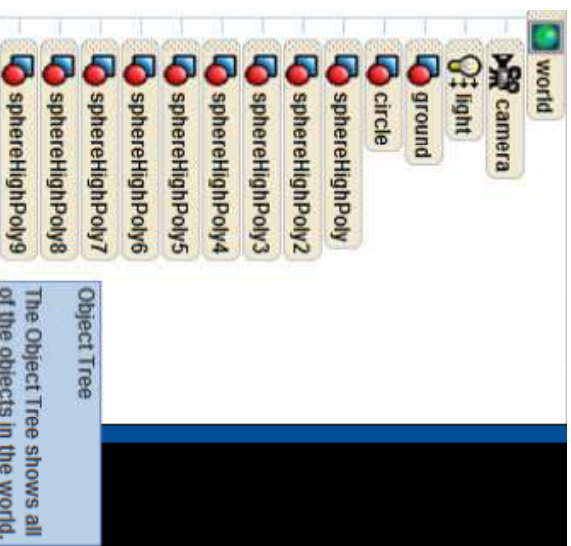 world
camera
light
ground
circle
sphereHighPoly
sphereHighPoly2
sphereHighPoly3
sphereHighPoly4
sphereHighPoly5
sphereHighPoly6
sphereHighPoly7
sphereHighPoly8
sphereHighPoly9
Object Tree
The Object Tree shows all
of the objects in the world.